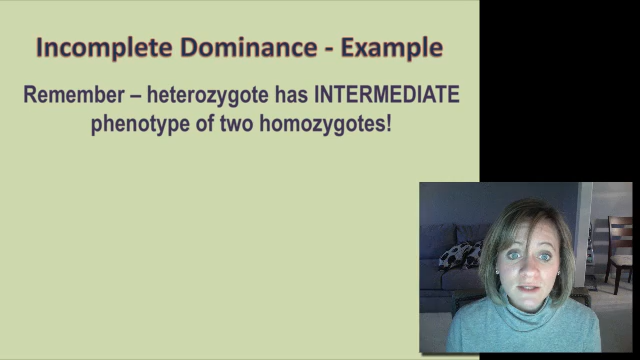 Incomplete Dominance - Example
Remember – heterozygote has INTERMEDIATE
phenotype of two homozygotes!